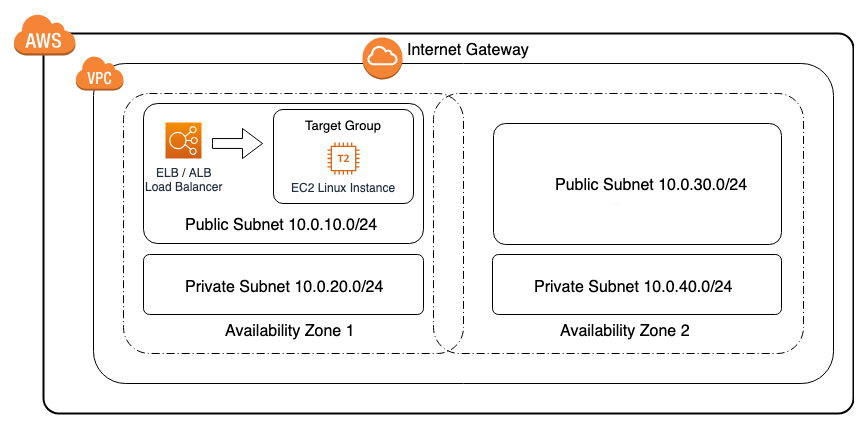 AWS
Internet Gateway
VPC
Target Group
T2
ELB / ALB
Load Balancer
EC2 Linux Instance
Public Subnet 10.0.10.0/24
Public Subnet 10.0.30.0/24
Private Subnet 10.0.20.0/24
Private Subnet 10.0.40.0/24
Availability Zone 1
Availability Zone 2